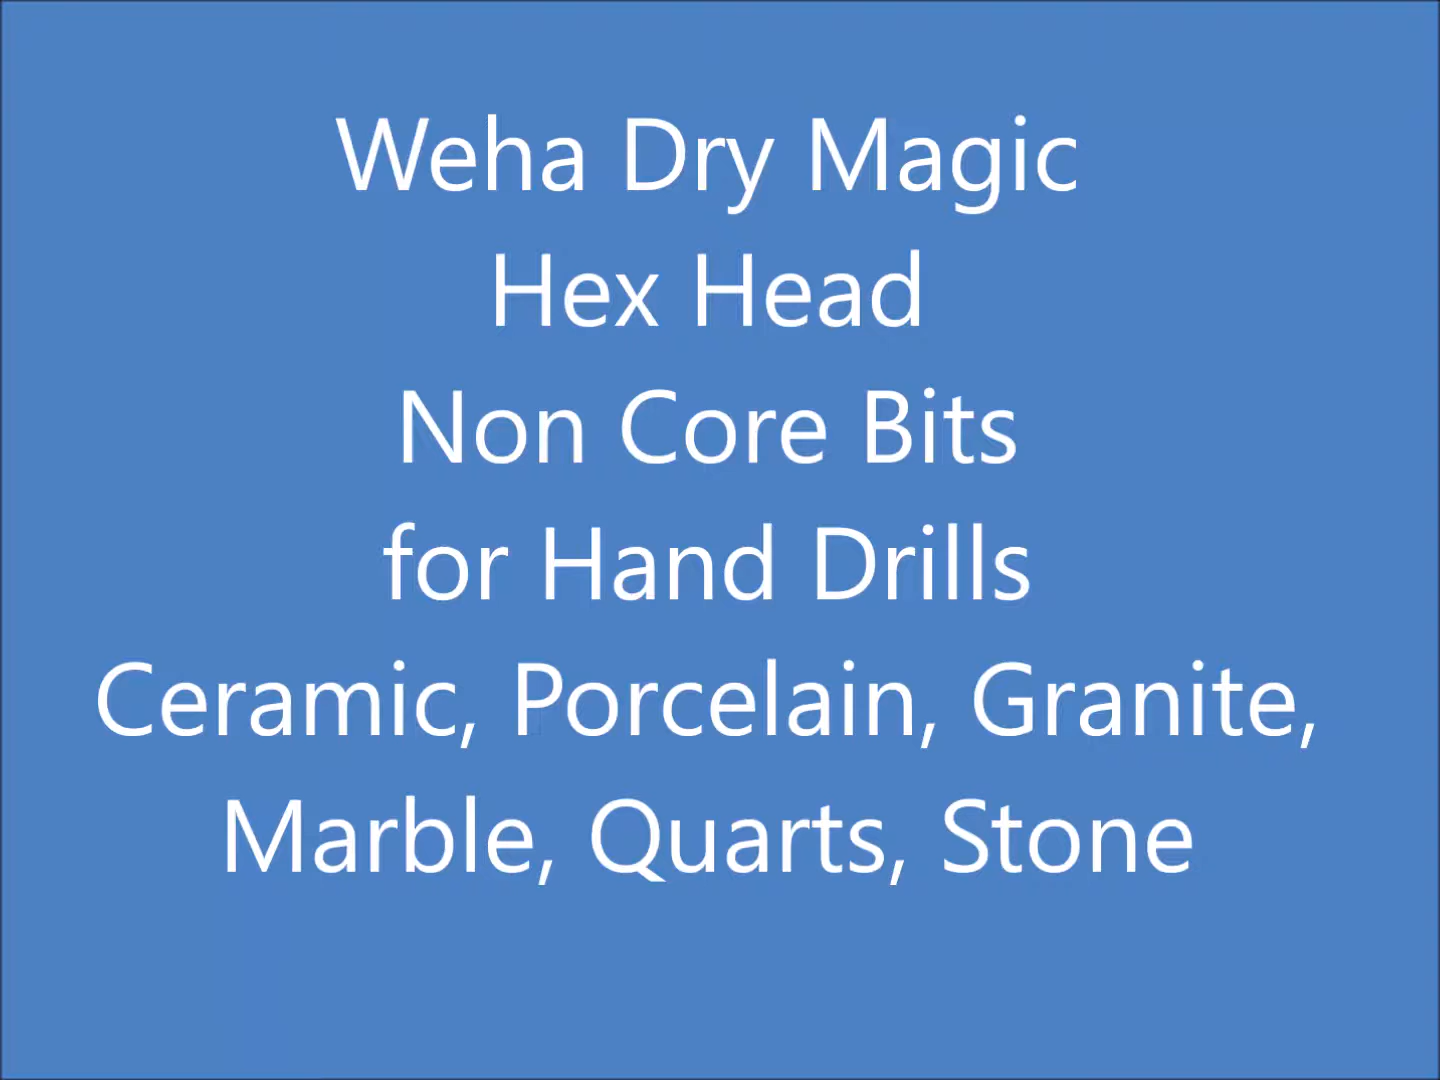 Weha Dry Magic
Hex Head
Non Core Bits
for Hand Drills
Ceramic, Porcelain, Granite,
Marble, Quarts, Stone